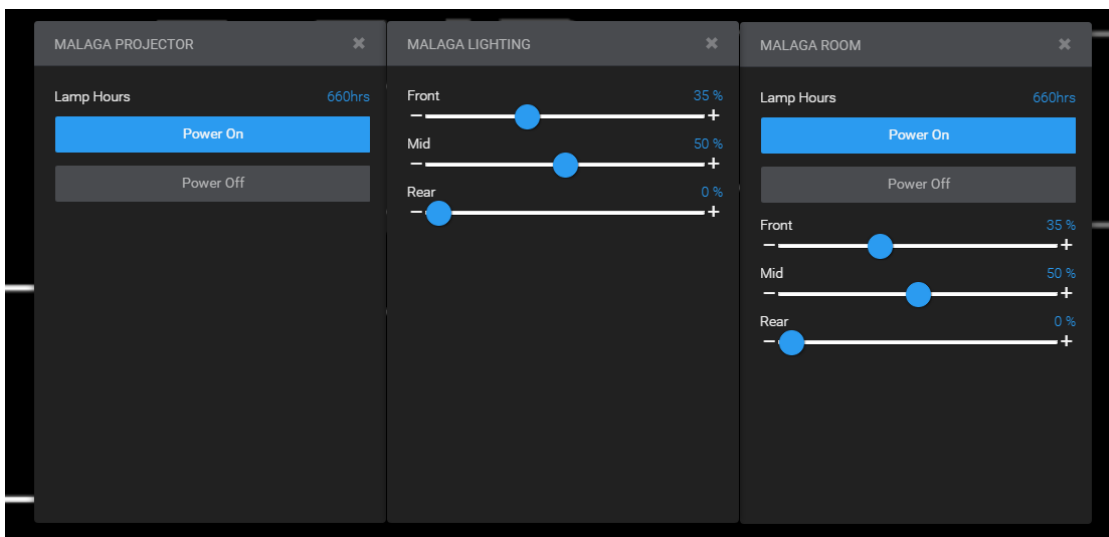 MALAGA PROJECTOR ✖
Lamp Hours 660hrs
Power On
Power Off
MALAGA LIGHTING ✖
Front 35 %
− +
Mid 50 %
− +
Rear 0 %
− +
MALAGA ROOM ✖
Lamp Hours 660hrs
Power On
Power Off
Front 35 %
− +
Mid 50 %
− +
Rear 0 %
− +